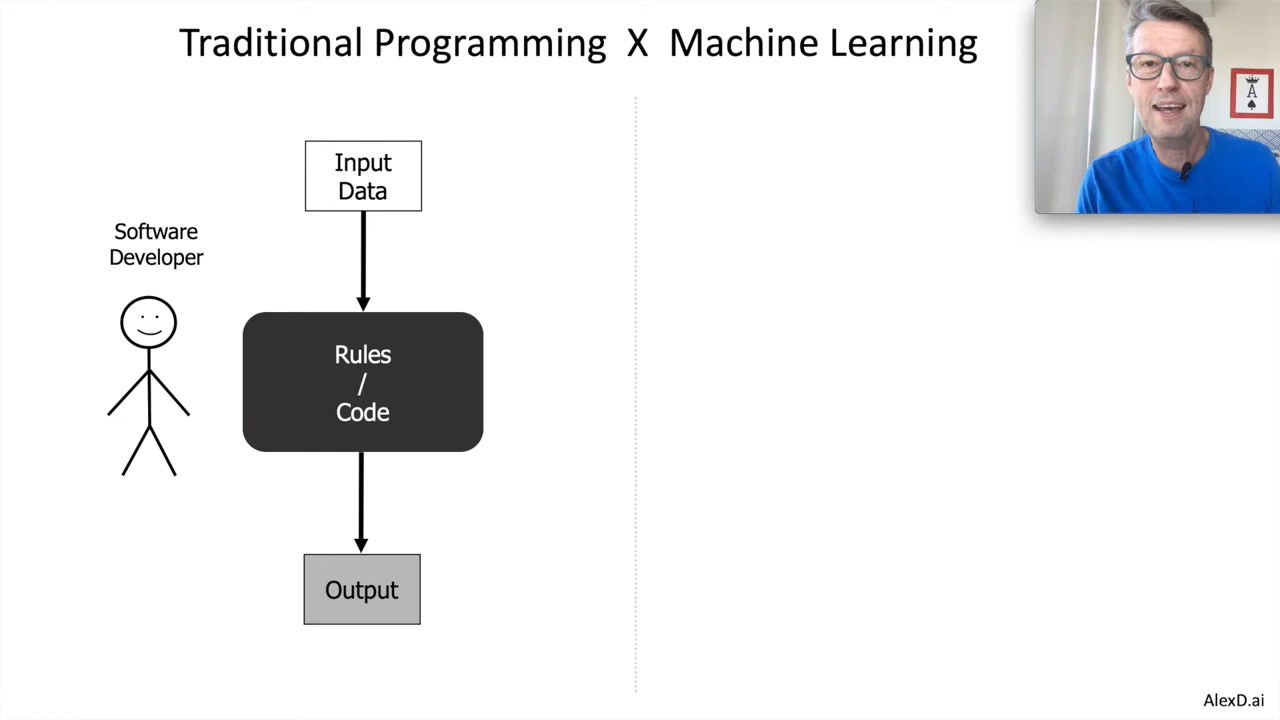 Traditional Programming X Machine Learning
Input
Data
Software
Developer
Rules
/
Code
Output
A
AlexD.ai